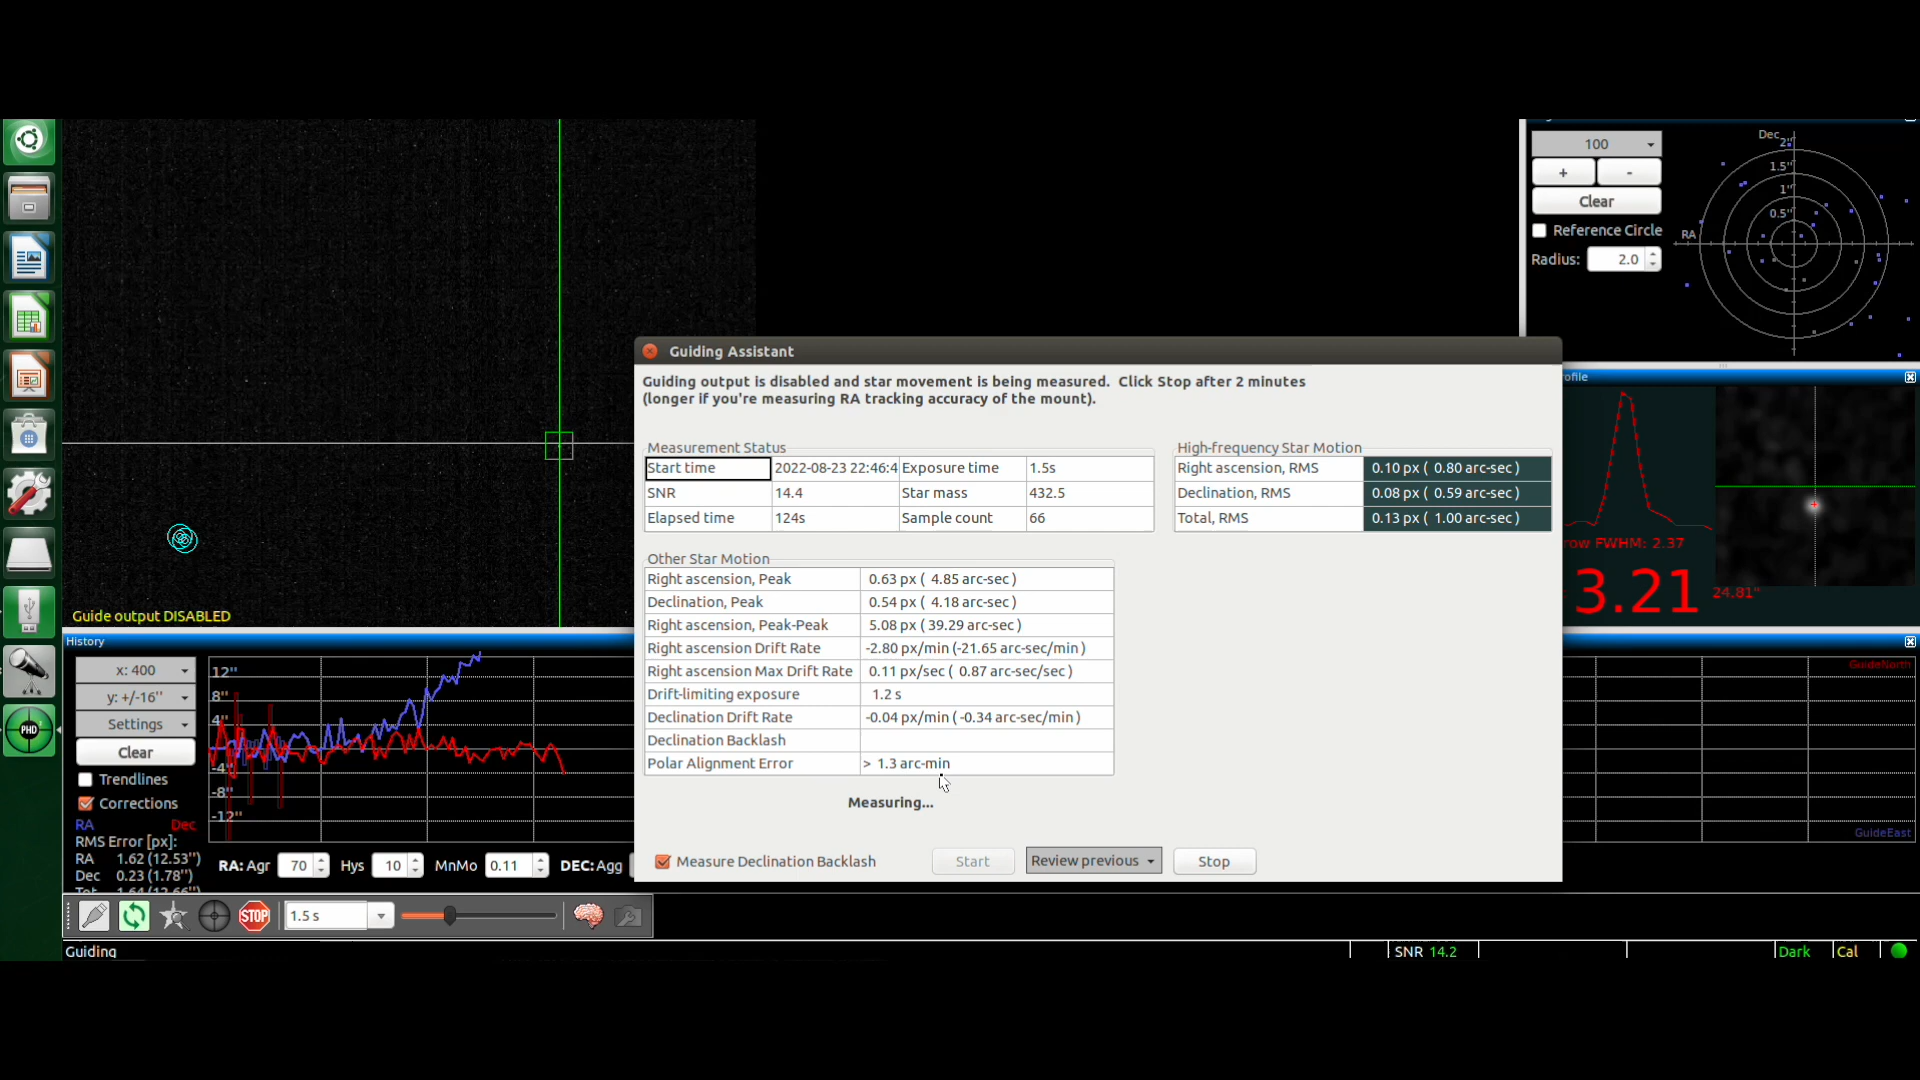 Dec
2"
1.5"
1"
0.5"
RA
100
+
-
Clear
Reference Circle
Radius:
2.0
Guiding Assistant
Guiding output is disabled and star movement is being measured. Click Stop after 2 minutes
(longer if you're measuring RA tracking accuracy of the mount).
Measurement Status
Start time 2022-08-23 22:46:4 Exposure time 1.5s
SNR 14.4 Star mass 432.5
Elapsed time 124s Sample count 66
High-frequency Star Motion
Right ascension, RMS 0.10 px ( 0.80 arc-sec )
Declination, RMS 0.08 px ( 0.59 arc-sec )
Total, RMS 0.13 px ( 1.00 arc-sec )
Other Star Motion
Right ascension, Peak 0.63 px ( 4.85 arc-sec )
Declination, Peak 0.54 px ( 4.18 arc-sec )
Right ascension, Peak-Peak 5.08 px ( 39.29 arc-sec )
Right ascension Drift Rate -2.80 px/min (-21.65 arc-sec/min )
Right ascension Max Drift Rate 0.11 px/sec ( 0.87 arc-sec/sec )
Drift-limiting exposure 1.2 s
Declination Drift Rate -0.04 px/min ( -0.34 arc-sec/min )
Declination Backlash
Polar Alignment Error > 1.3 arc-min
Measuring...
Measure Declination Backlash
Start
Review previous
Stop
ofile
row FWHM: 2.37
3.21
24.81"
Guide output DISABLED
History
x: 400
y: +/-16''
Settings
Clear
Trendlines
Corrections
RA Dec
RMS Error [px]:
RA 1.62 (12.53'')
Dec 0.23 (1.78'')
Tot 1.64 (12.66'')
12"
8"
4"
-4"
-8"
-12"
GuideNorth
GuideEast
RA: Agr 70 Hys 10 MnMo 0.11 DEC: Agg
PHD
STOP
1.5 s
Guiding
SNR 14.2
Dark
Cal